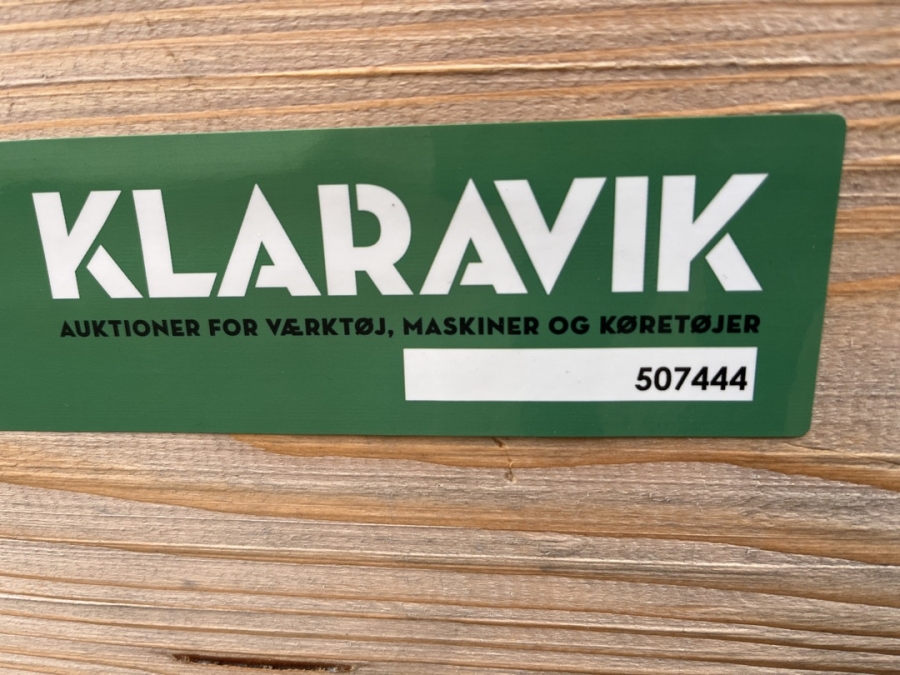 KLARAVIK
AUKTIONER FOR VÆRKTØJ, MASKINER OG KØRETØJER
507444